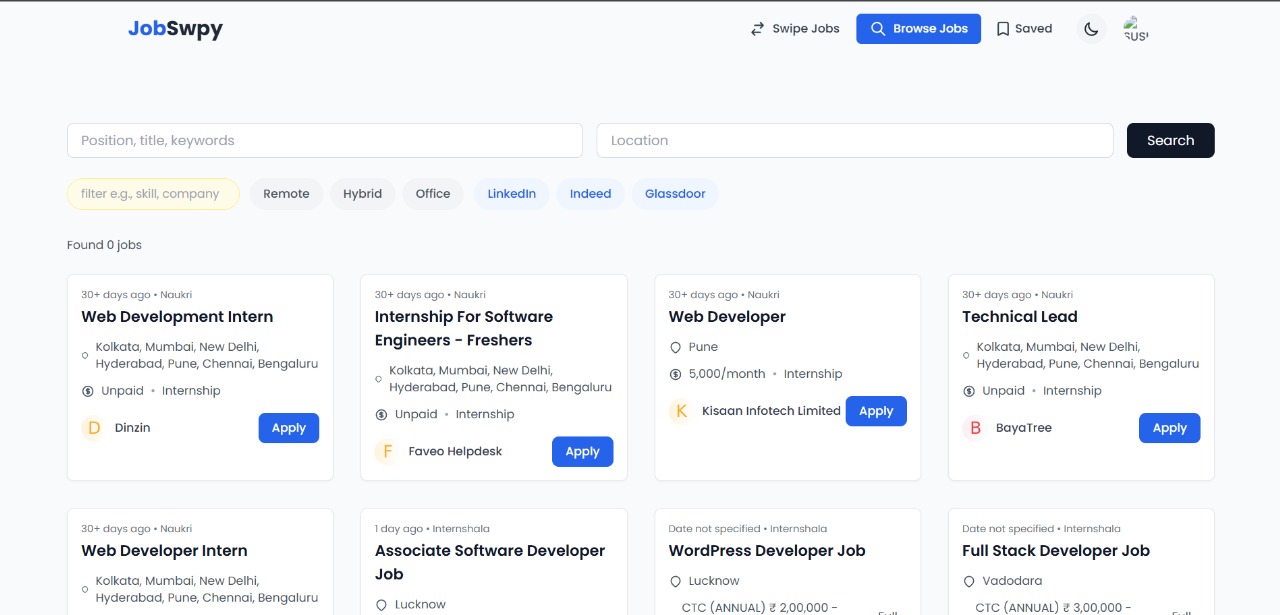 JobSwpy
Swipe Jobs
Browse Jobs
Saved
SUSI
Position, title, keywords
Location
Search
filter e.g., skill, company
Remote
Hybrid
Office
LinkedIn
Indeed
Glassdoor
Found 0 jobs
30+ days ago • Naukri
Web Development Intern
Kolkata, Mumbai, New Delhi,
Hyderabad, Pune, Chennai, Bengaluru
Unpaid • Internship
D Dinzin
Apply
30+ days ago • Naukri
Internship For Software
Engineers - Freshers
Kolkata, Mumbai, New Delhi,
Hyderabad, Pune, Chennai, Bengaluru
Unpaid • Internship
F Faveo Helpdesk
Apply
30+ days ago • Naukri
Web Developer
Pune
5,000/month • Internship
K Kisaan Infotech Limited
Apply
30+ days ago • Naukri
Technical Lead
Kolkata, Mumbai, New Delhi,
Hyderabad, Pune, Chennai, Bengaluru
Unpaid • Internship
B BayaTree
Apply
30+ days ago • Naukri
Web Developer Intern
Kolkata, Mumbai, New Delhi,
Hyderabad, Pune, Chennai, Bengaluru
1 day ago • Internshala
Associate Software Developer
Job
Lucknow
Date not specified • Internshala
WordPress Developer Job
Lucknow
CTC (ANNUAL) ₹ 2,00,000 -
Full
Date not specified • Internshala
Full Stack Developer Job
Vadodara
CTC (ANNUAL) ₹ 3,00,000 -
Full